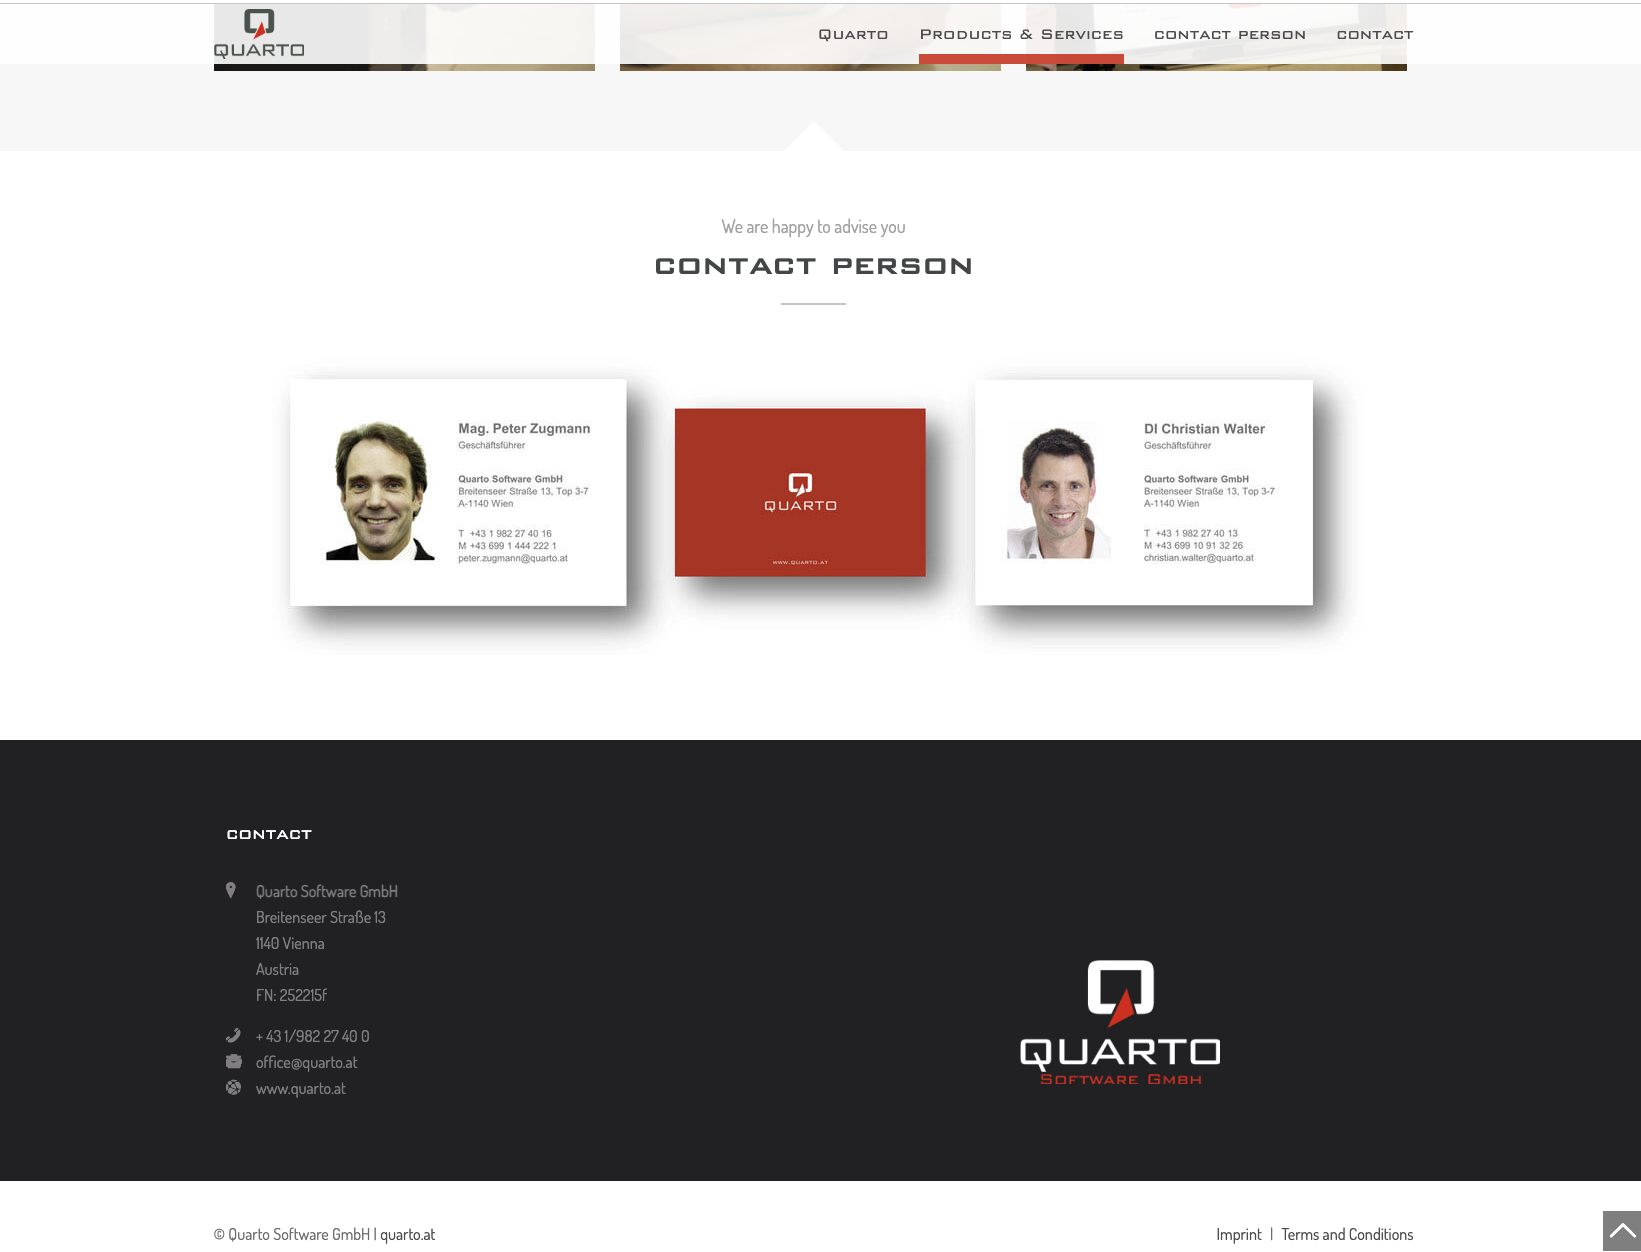 QUARTO
Quarto
Products & Services
contact person
contact
We are happy to advise you
contact person
Mag. Peter Zugmann
Geschäftsführer
Quarto Software GmbH
Breitenseer Straße 13, Top 3-7
A-1140 Wien
T +43 1 982 27 40 16
M +43 699 1 444 222 1
peter.zugmann@quarto.at
QUARTO
www.quarto.at
DI Christian Walter
Geschäftsführer
Quarto Software GmbH
Breitenseer Straße 13, Top 3-7
A-1140 Wien
T +43 1 982 27 40 13
M +43 699 10 91 32 26
christian.walter@quarto.at
contact
Quarto Software GmbH
Breitenseer Straße 13
1140 Vienna
Austria
FN: 252215f
+ 43 1/982 27 40 0
office@quarto.at
www.quarto.at
QUARTO
Software GmbH
© Quarto Software GmbH | quarto.at
Imprint | Terms and Conditions